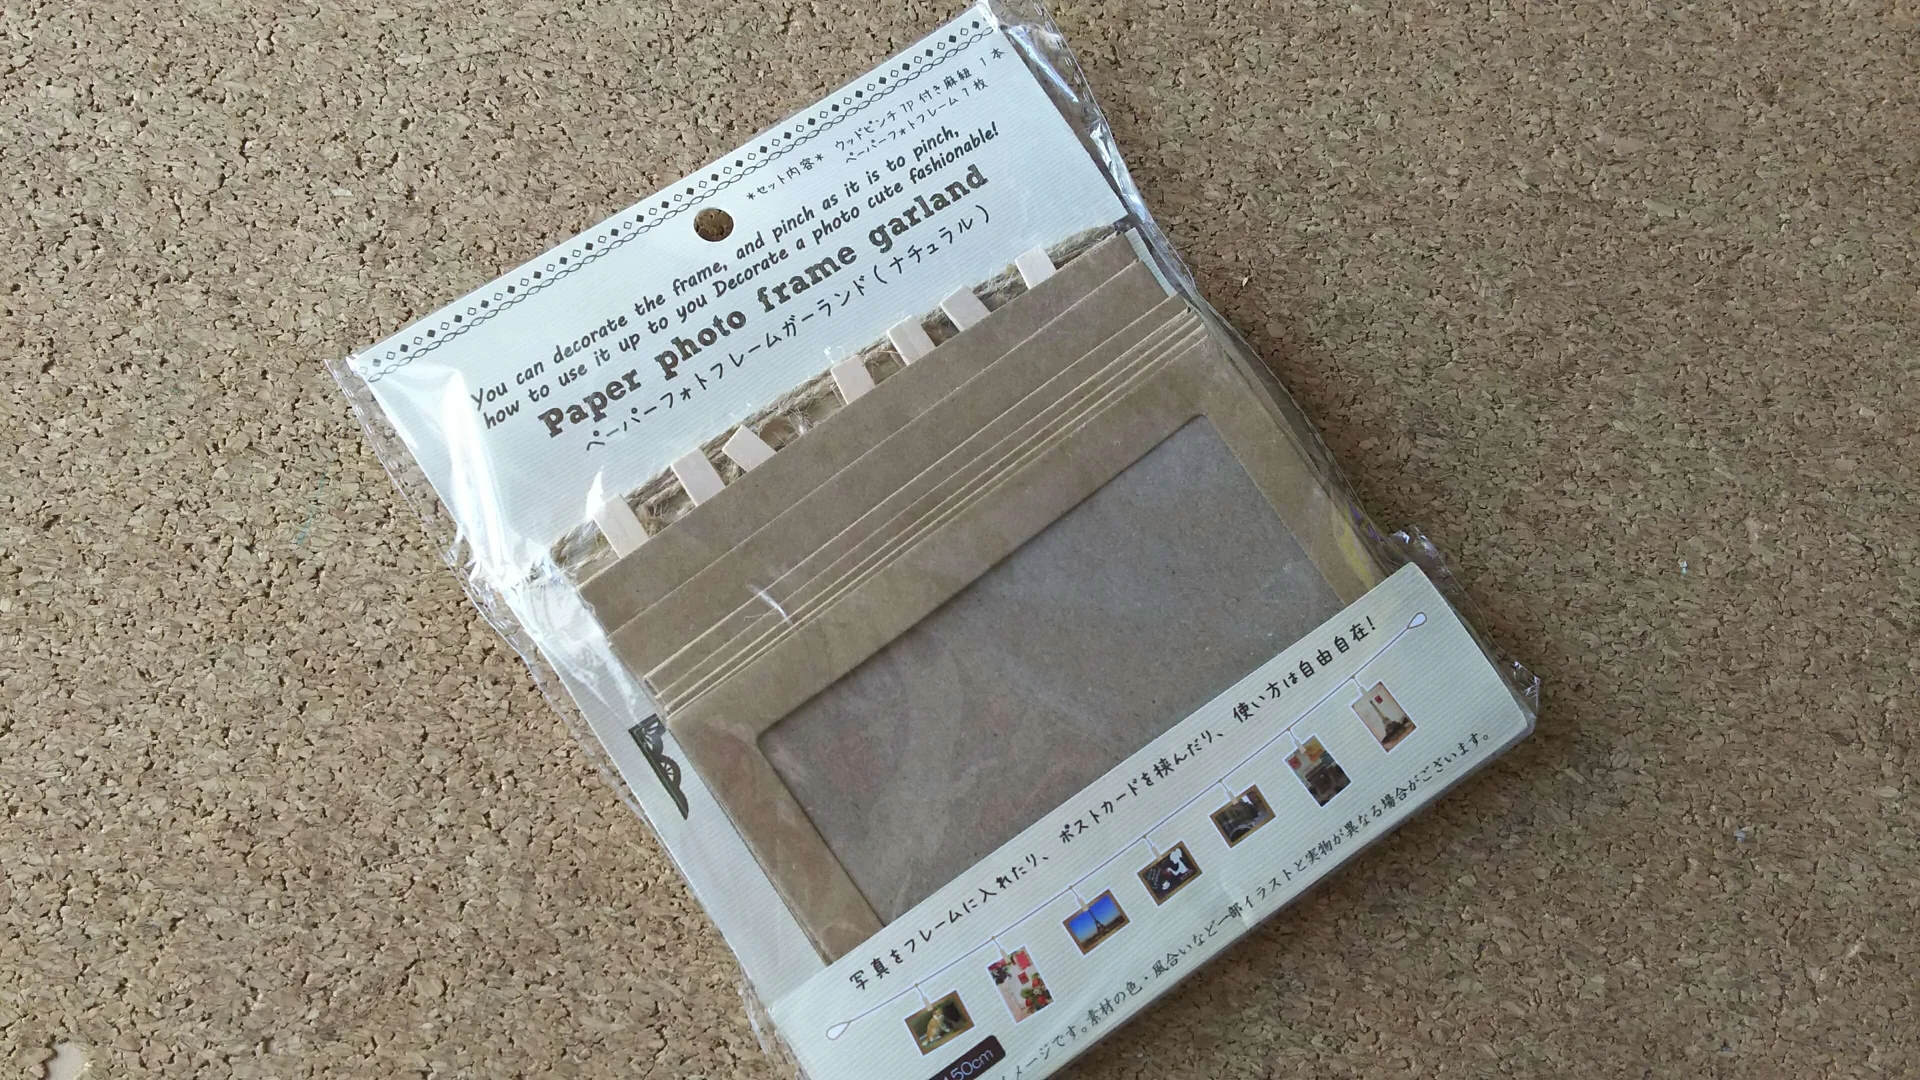 *セット内容* ウッドピンチ 7P 付き麻紐 1本
ペーパーフォトフレーム 7枚
You can decorate the frame, and pinch as it is to pinch,
how to use it up to you Decorate a photo cute fashionable!
Paper photo frame garland
ペーパーフォトフレームガーランド(ナチュラル)
写真をフレームに入れたり、ポストカードを挟んだり、使い方は自由自在!
150cm
メージです。素材の色・風合いなど一部イラストと実物が異なる場合がございます。